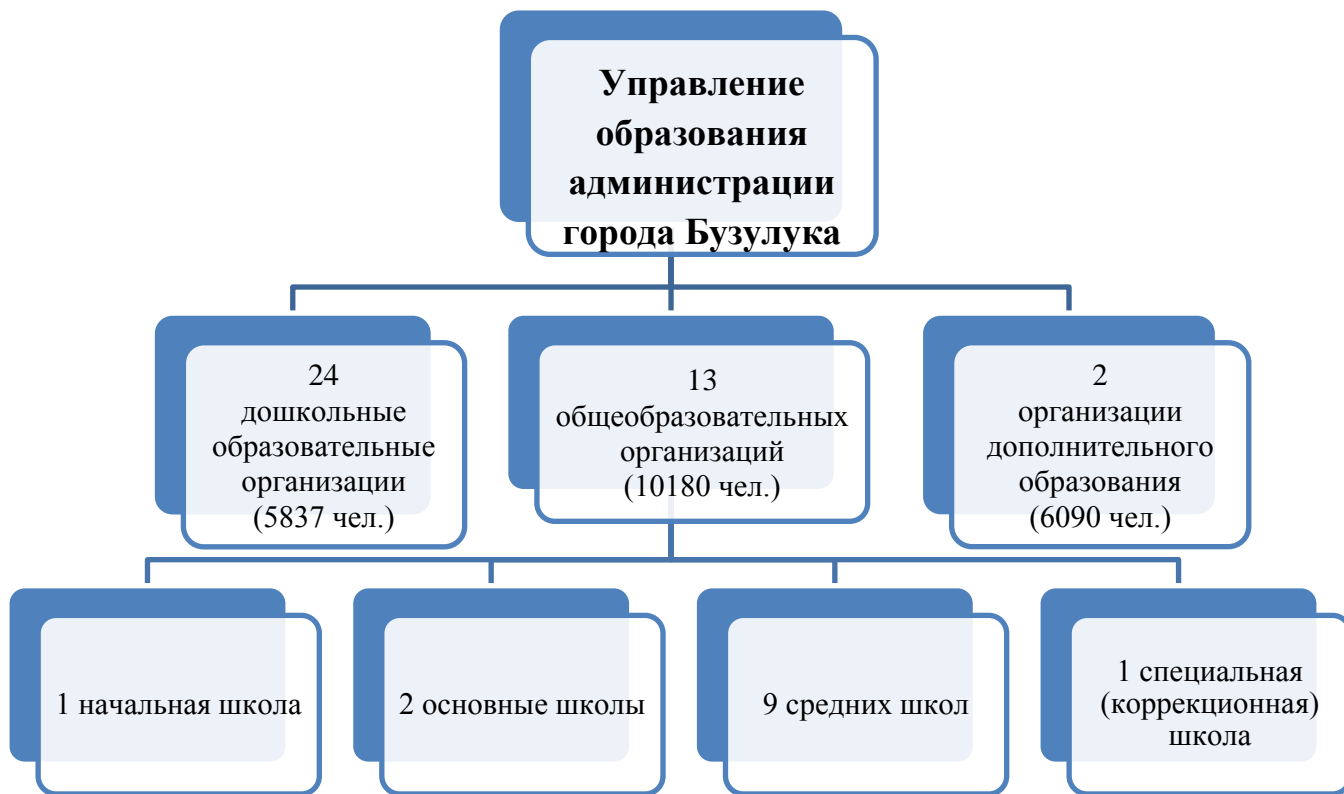 Управление
образования
администрации
города Бузулука
24
дошкольные
образовательные
организации
(5837 чел.)
13
общеобразовательных
организаций
(10180 чел.)
2
организации
дополнительного
образования
(6090 чел.)
1 начальная школа
2 основные школы
9 средних школ
1 специальная
(коррекционная)
школа